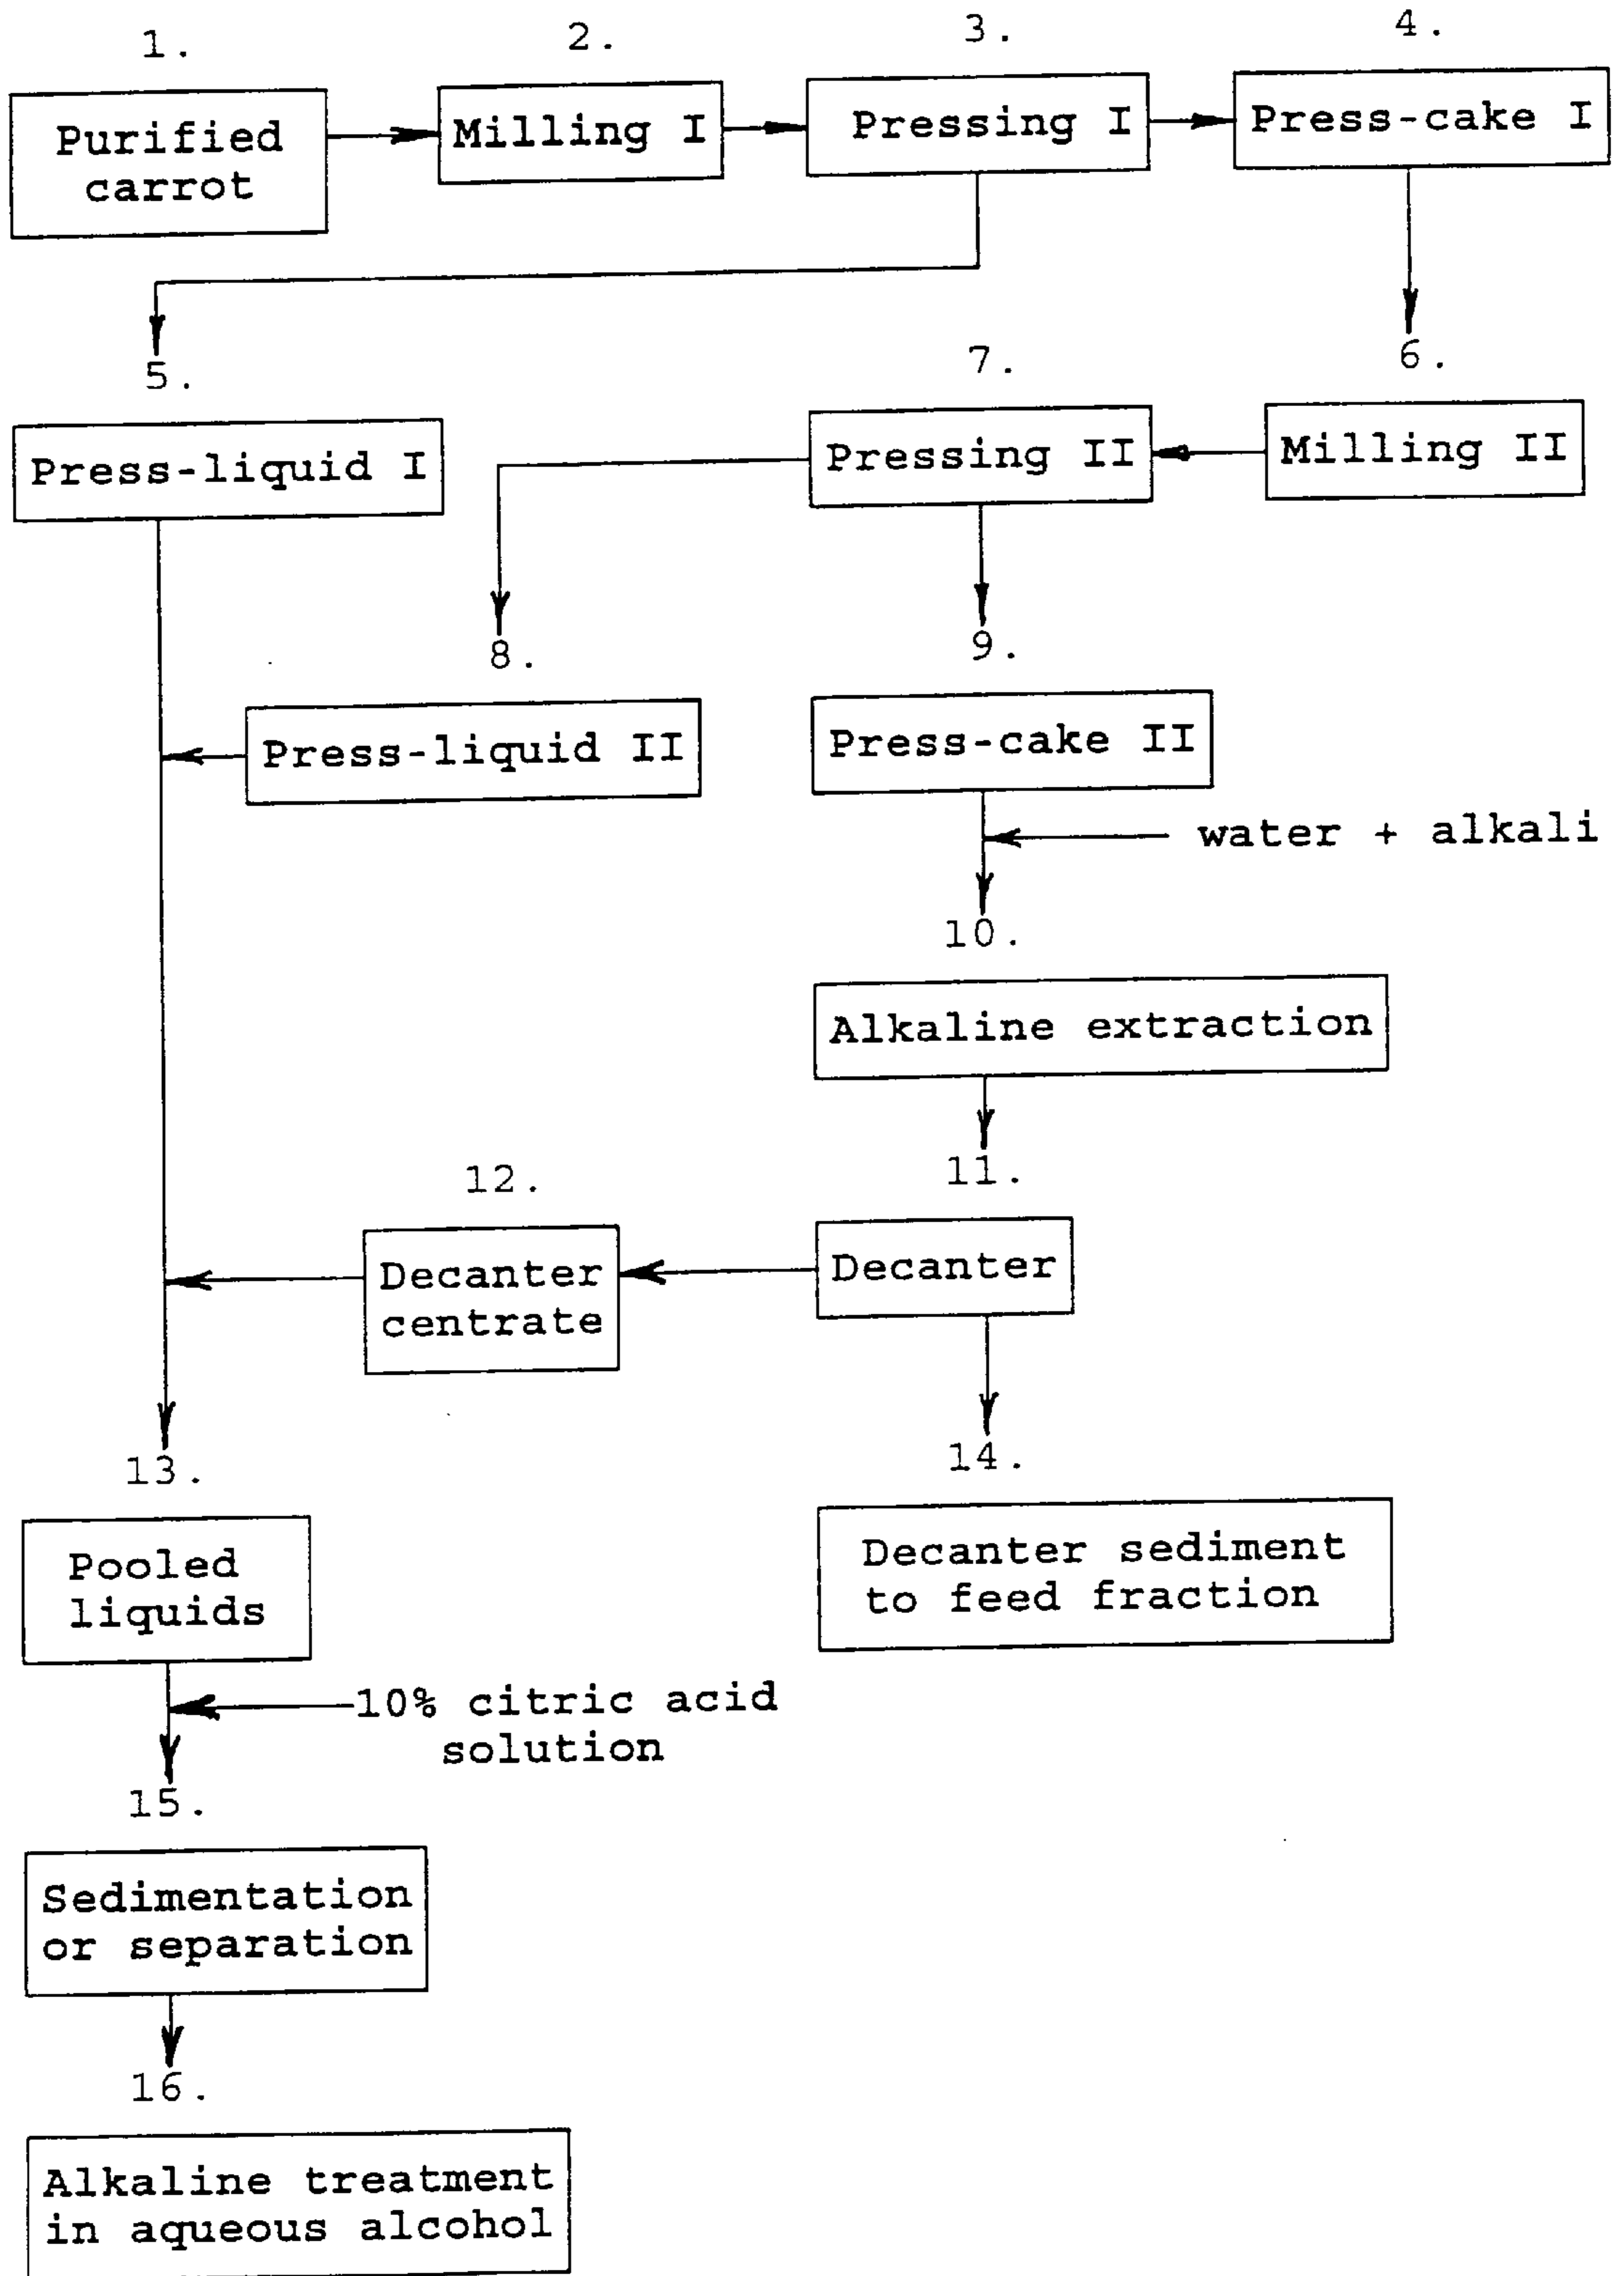 1.
2.
3.
4.
Purified
carrot
Milling I
Pressing I
Press-cake I
5.
7.
6.
Press-liquid I
Pressing II
Milling II
8.
9.
Press-liquid II
Press-cake II
water + alkali
10.
Alkaline extraction
12.
11.
Decanter
centrate
Decanter
13.
14.
Pooled
liquids
Decanter sediment
to feed fraction
10% citric acid
solution
15.
Sedimentation
or separation
16.
Alkaline treatment
in aqueous alcohol